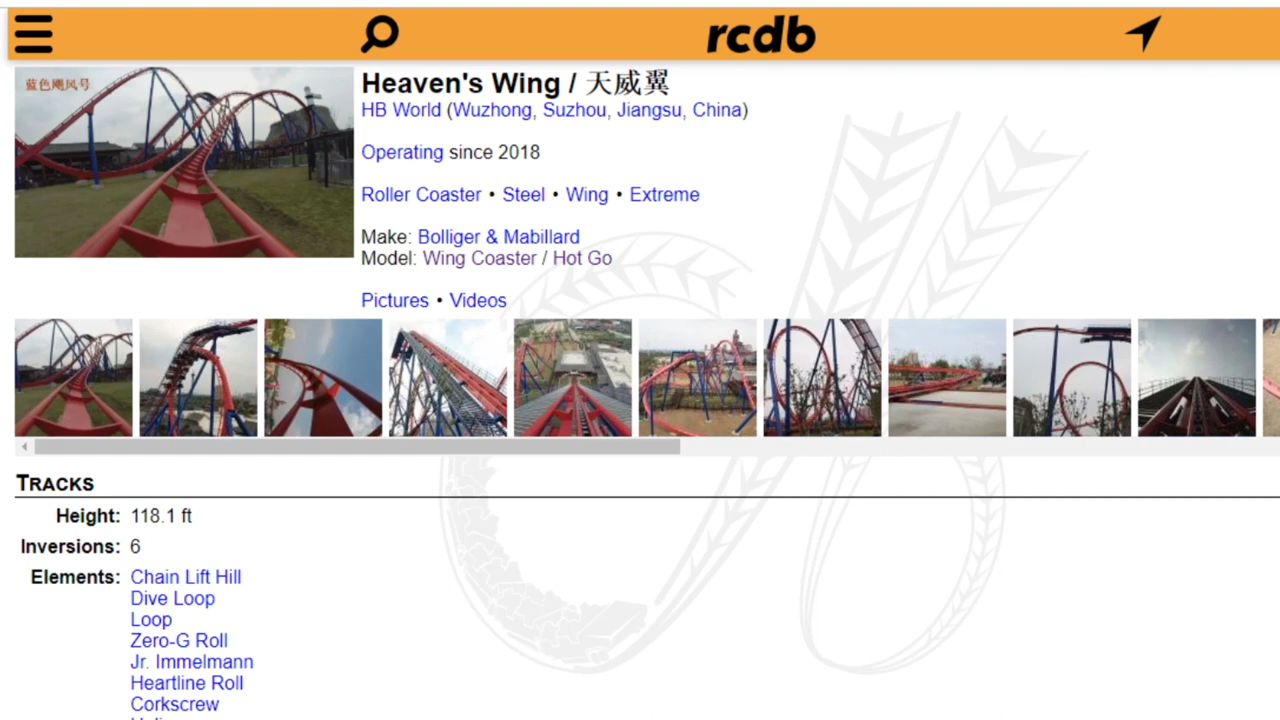 rcdb
蓝色飓风号
Heaven's Wing / 天威翼
HB World (Wuzhong, Suzhou, Jiangsu, China)
Operating since 2018
Roller Coaster • Steel • Wing • Extreme
Make: Bolliger & Mabillard
Model: Wing Coaster / Hot Go
Pictures • Videos
TRACKS
Height: 118.1 ft
Inversions: 6
Elements: Chain Lift Hill
Dive Loop
Loop
Zero-G Roll
Jr. Immelmann
Heartline Roll
Corkscrew